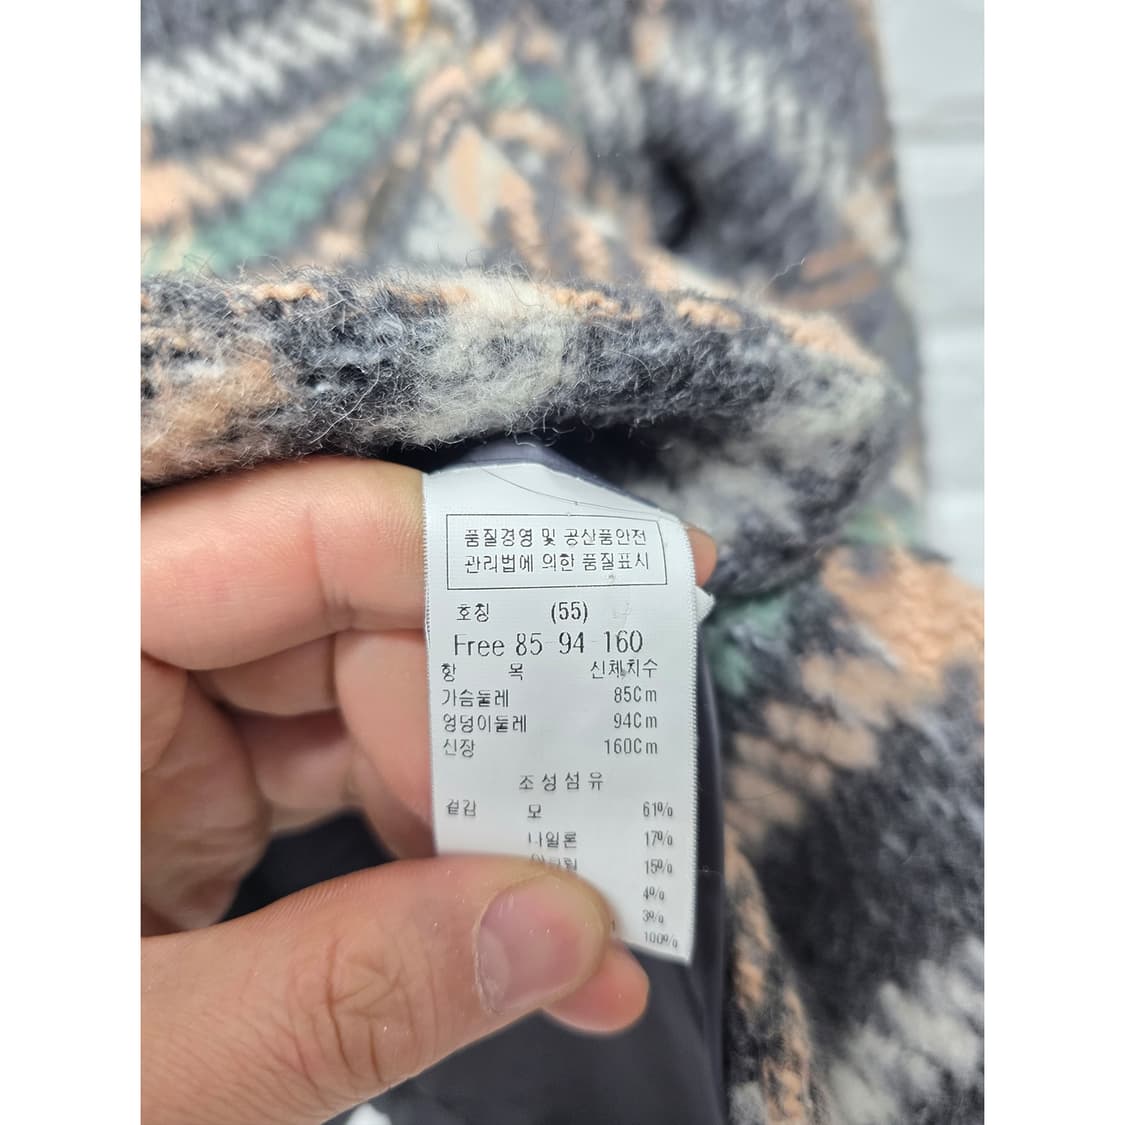 품질경영 및 공산품안전
관리법에 의한 품질표시
호칭 (55)
Free 85-94-160
항 목 신체치수
가슴둘레 85Cm
엉덩이둘레 94Cm
신장 160Cm
조성섬유
겉감 모 61%
나일론 17%
15%
4%
3%
100%